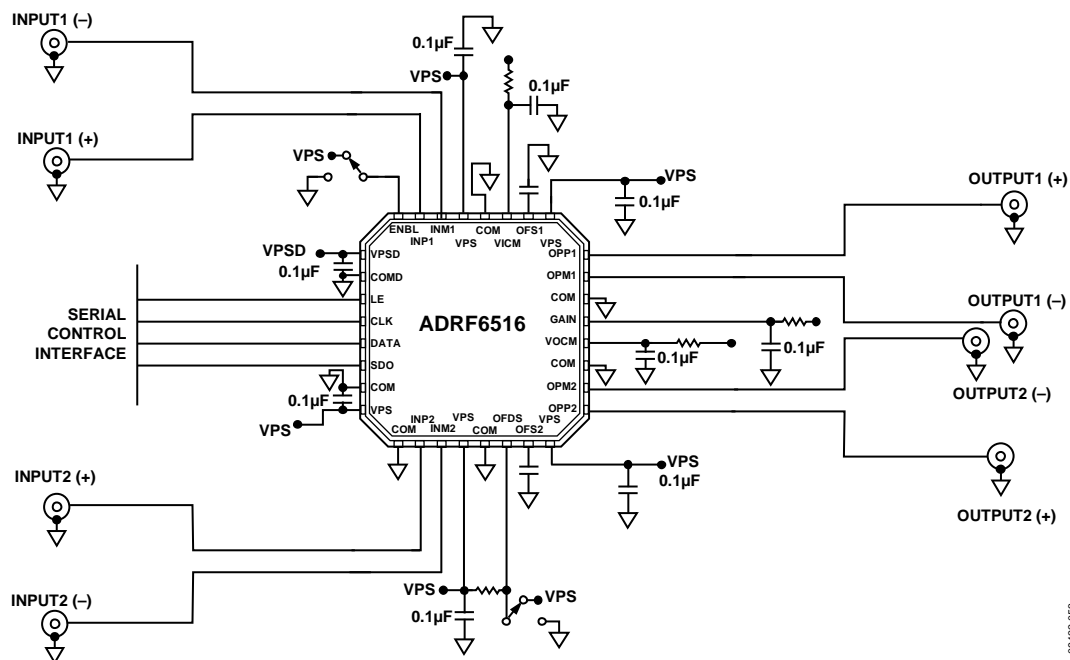 INPUT1 (–)
0.1µF
VPS
0.1µF
INPUT1 (+)
VPS
VPS
0.1µF
OUTPUT1 (+)
ENBL
INP1
INM1
VPS
COM
VICM
OFS1
VPS
VPSD
0.1µF
VPSD
COMD
LE
CLK
DATA
SDO
COM
VPS
SERIAL
CONTROL
INTERFACE
ADRF6516
OPP1
OPM1
COM
GAIN
VOCM
COM
OPM2
OPP2
OUTPUT1 (–)
0.1µF
0.1µF
OUTPUT2 (–)
0.1µF
VPS
COM
INP2
INM2
VPS
COM
OFDS
OFS2
VPS
VPS
0.1µF
OUTPUT2 (+)
INPUT2 (+)
INPUT2 (–)
VPS
0.1µF
VPS